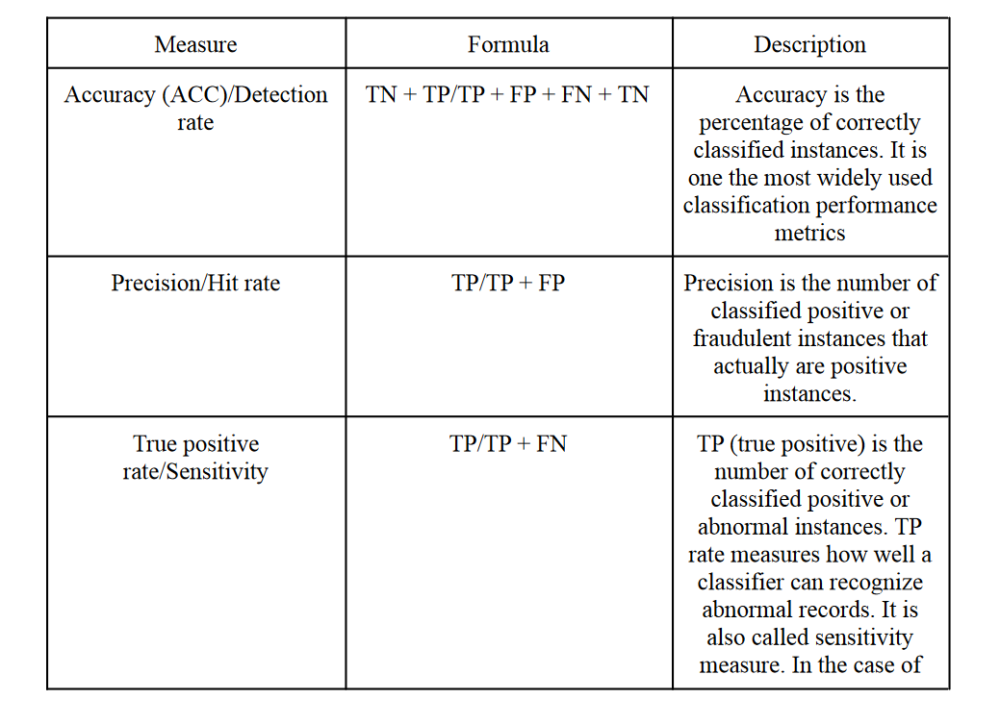 Measure
Formula
Description
Accuracy (ACC)/Detection
rate
TN + TP/TP + FP + FN + TN
Accuracy is the
percentage of correctly
classified instances. It is
one the most widely used
classification performance
metrics
Precision/Hit rate
TP/TP + FP
Precision is the number of
classified positive or
fraudulent instances that
actually are positive
instances.
True positive
rate/Sensitivity
TP/TP + FN
TP (true positive) is the
number of correctly
classified positive or
abnormal instances. TP
rate measures how well a
classifier can recognize
abnormal records. It is
also called sensitivity
measure. In the case of